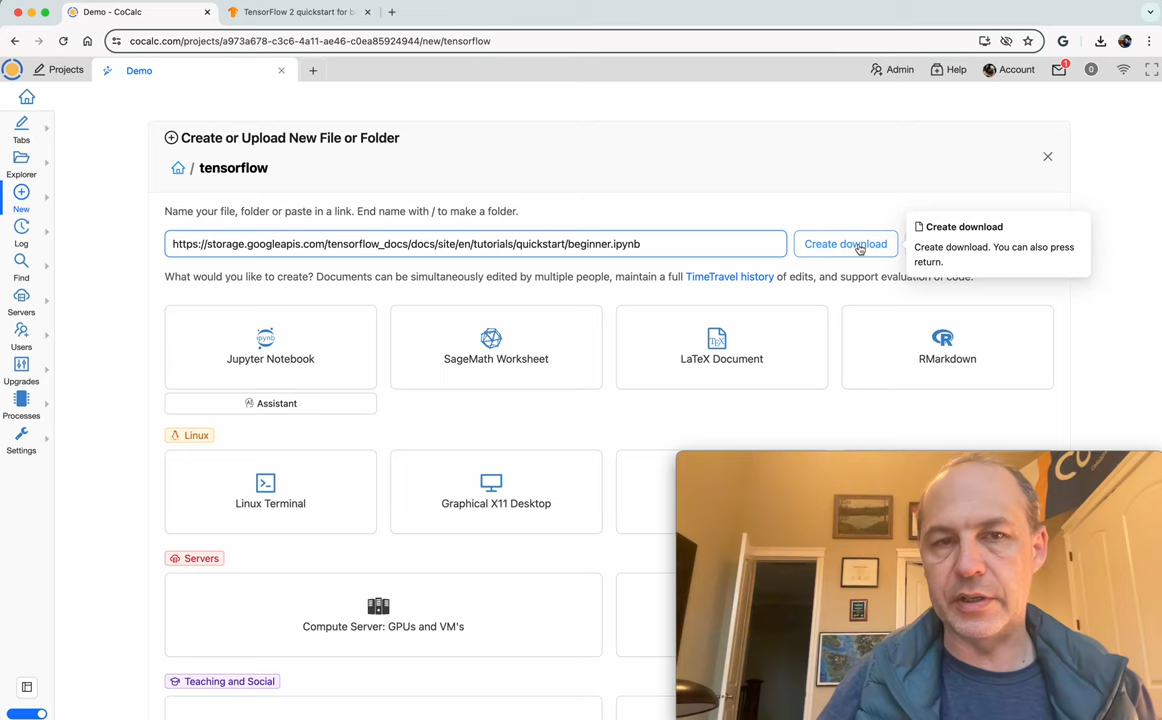 Demo - CoCalc
TensorFlow 2 quickstart for b
cocalc.com/projects/a973a678-c3c6-4a11-ae46-c0ea85924944/new/tensorflow
Projects
Demo
Admin
Help
Account
1
0
Tabs
Explorer
New
Log
Find
Servers
Users
Upgrades
Processes
Settings
Create or Upload New File or Folder
/ tensorflow
Name your file, folder or paste in a link. End name with / to make a folder.
https://storage.googleapis.com/tensorflow_docs/docs/site/en/tutorials/quickstart/beginner.ipynb
Create download
Create download
Create download. You can also press
return.
What would you like to create? Documents can be simultaneously edited by multiple people, maintain a full TimeTravel history of edits, and support evaluation of code.
ipynb
Jupyter Notebook
SageMath Worksheet
TEX
LaTeX Document
R
RMarkdown
Assistant
Linux
Linux Terminal
Graphical X11 Desktop
Servers
Compute Server: GPUs and VM's
Teaching and Social